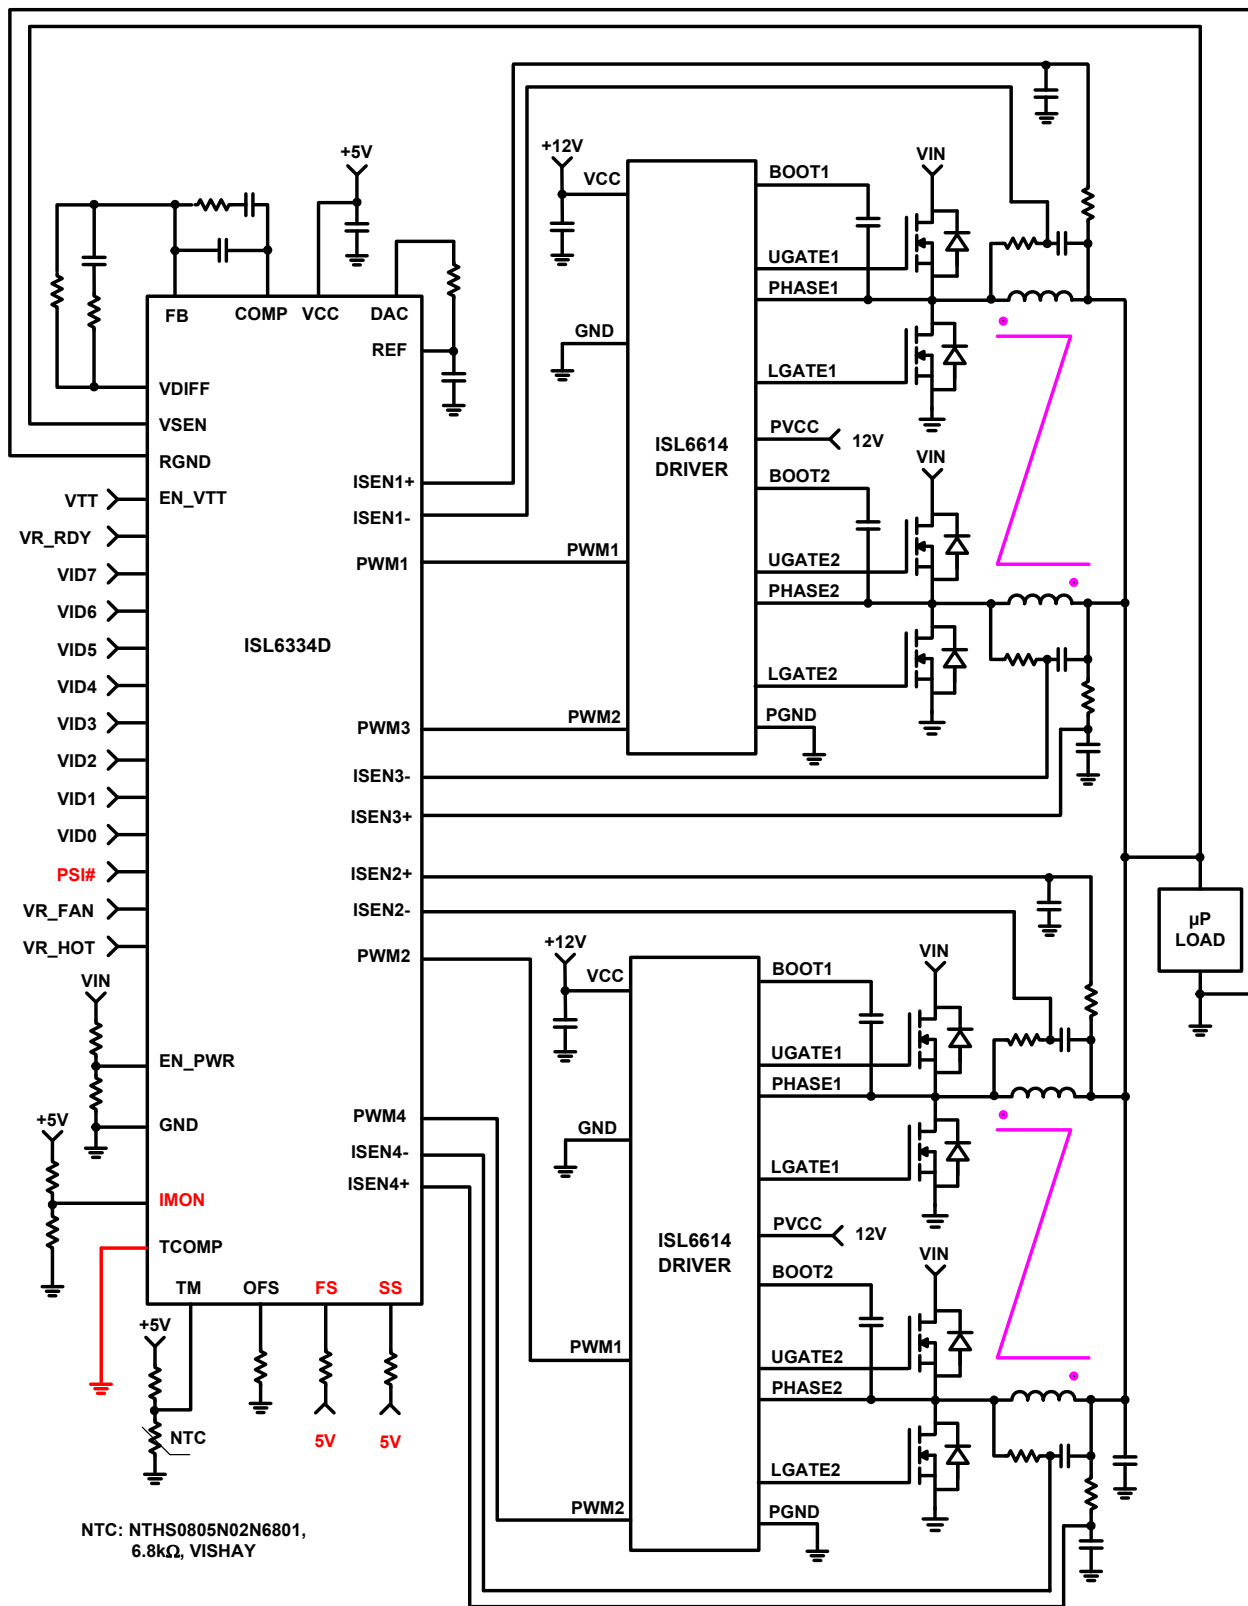 +5V
+12V
VCC
BOOT1
VIN
UGATE1
PHASE1
GND
LGATE1
PVCC
12V
ISL6614
DRIVER
VIN
BOOT2
PWM1
UGATE2
PHASE2
LGATE2
PWM2
PGND
FB
COMP
VCC
DAC
REF
VDIFF
VSEN
RGND
ISEN1+
VTT
EN_VTT
ISEN1-
VR_RDY
PWM1
VID7
VID6
ISL6334D
VID5
VID4
VID3
PWM3
VID2
ISEN3-
VID1
ISEN3+
VID0
PSI#
ISEN2+
VR_FAN
ISEN2-
VR_HOT
PWM2
VIN
EN_PWR
+5V
GND
PWM4
ISEN4-
ISEN4+
IMON
TCOMP
TM
OFS
FS
SS
+5V
NTC
5V
5V
µP
LOAD
+12V
VCC
BOOT1
VIN
UGATE1
PHASE1
GND
LGATE1
PVCC
12V
ISL6614
DRIVER
VIN
BOOT2
PWM1
UGATE2
PHASE2
LGATE2
PWM2
PGND
NTC: NTHS0805N02N6801,
6.8kΩ, VISHAY